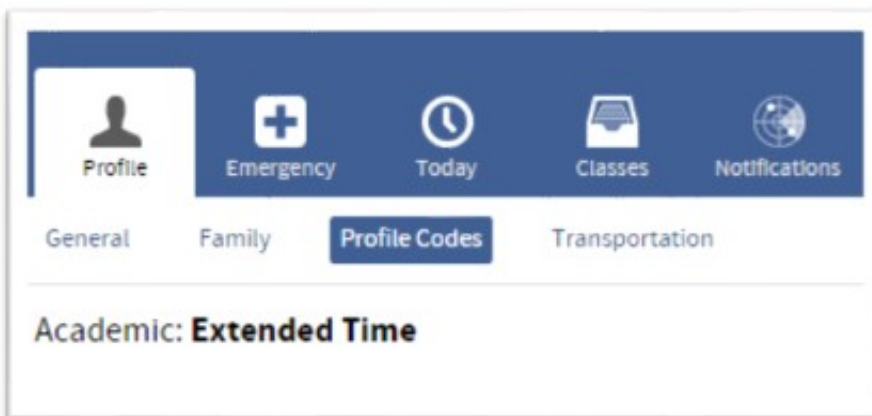 Profile Emergency Today Classes Notifications
General Family Profile Codes Transportation
Academic: Extended Time